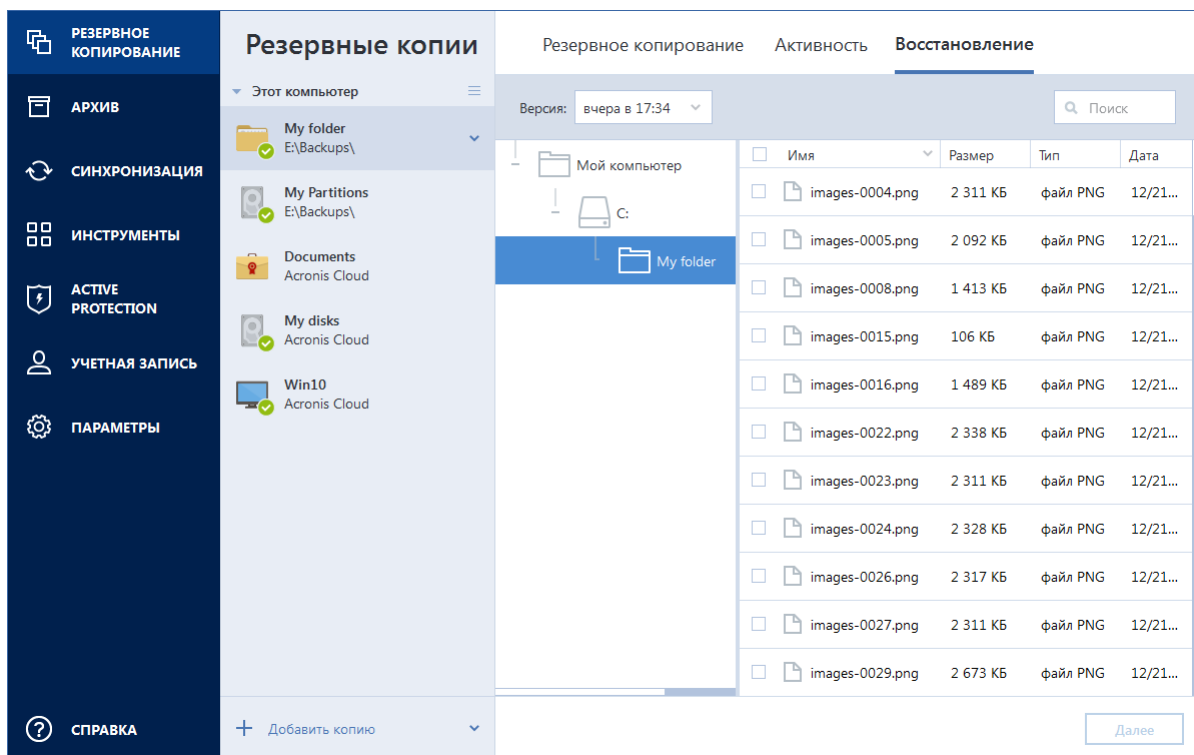 РЕЗЕРВНОЕ
КОПИРОВАНИЕ
АРХИВ
СИНХРОНИЗАЦИЯ
ИНСТРУМЕНТЫ
ACTIVE
PROTECTION
УЧЕТНАЯ ЗАПИСЬ
ПАРАМЕТРЫ
СПРАВКА
Резервные копии
Этот компьютер
My folder
E:\Backups\
My Partitions
E:\Backups\
Documents
Acronis Cloud
My disks
Acronis Cloud
Win10
Acronis Cloud
Добавить копию
Резервное копирование Активность Восстановление
Версия: вчера в 17:34 Поиск
Мой компьютер
C:
My folder
Имя Размер Тип Дата
images-0004.png 2 311 КБ файл PNG 12/21...
images-0005.png 2 092 КБ файл PNG 12/21...
images-0008.png 1 413 КБ файл PNG 12/21...
images-0015.png 106 КБ файл PNG 12/21...
images-0016.png 1 489 КБ файл PNG 12/21...
images-0022.png 2 338 КБ файл PNG 12/21...
images-0023.png 2 311 КБ файл PNG 12/21...
images-0024.png 2 328 КБ файл PNG 12/21...
images-0026.png 2 317 КБ файл PNG 12/21...
images-0027.png 2 311 КБ файл PNG 12/21...
images-0029.png 2 673 КБ файл PNG 12/21...
Далее